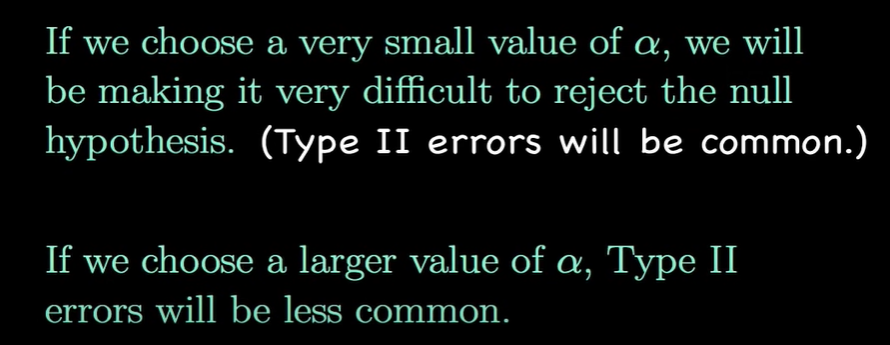 If we choose a very small value of α, we will
be making it very difficult to reject the null
hypothesis. (Type II errors will be common.)
If we choose a larger value of α, Type II
errors will be less common.